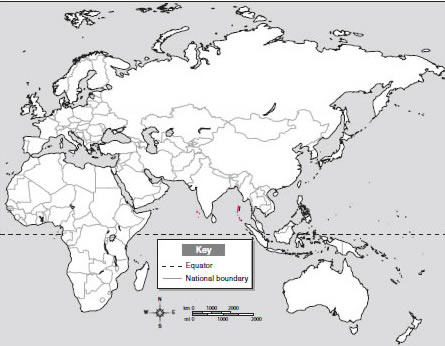 Key
Equator
National boundary
N
W E
S
km 0 1000 2000
mi 0 1000 2000